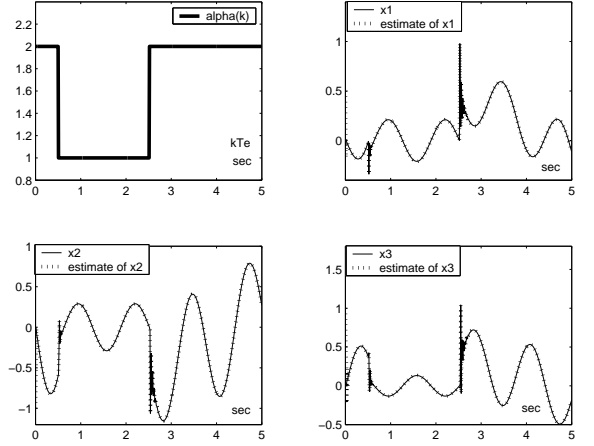 alpha(k)
2.2
2
1.8
1.6
1.4
1.2
1
0.8
kTe
sec
0 1 2 3 4 5
x1
estimate of x1
1
0.5
0
sec
0 1 2 3 4 5
x2
estimate of x2
1
0.5
0
−0.5
−1
sec
0 1 2 3 4 5
x3
estimate of x3
1.5
1
0.5
0
−0.5
sec
0 1 2 3 4 5